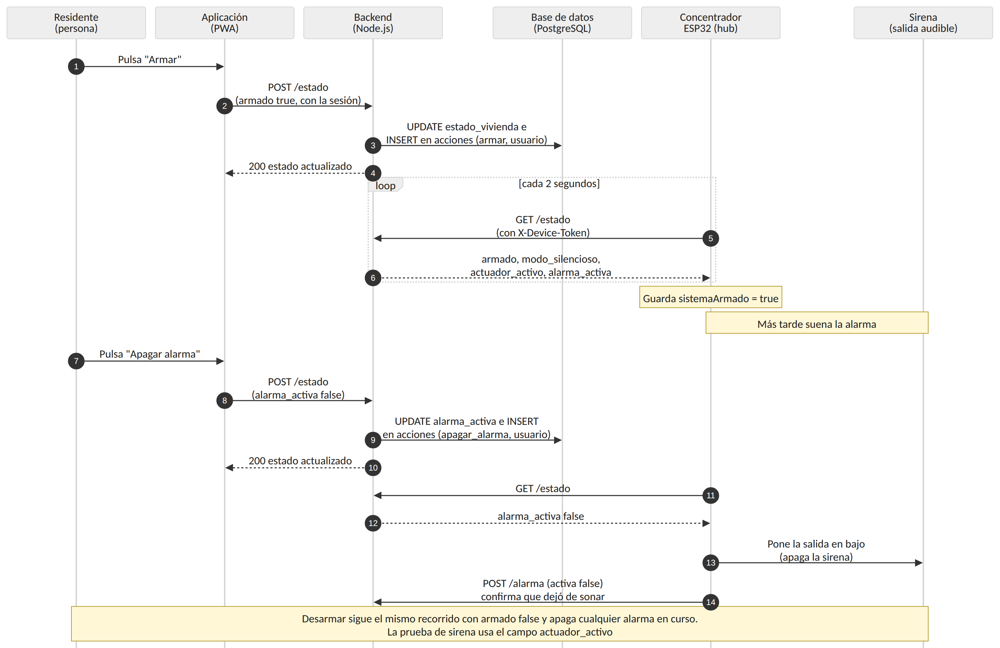 Residente
(persona)
Aplicación
(PWA)
Backend
(Node.js)
Base de datos
(PostgreSQL)
Concentrador
ESP32 (hub)
Sirena
(salida audible)
1
Pulsa "Armar"
POST /estado
(armado true, con la sesión)
2
UPDATE estado_vivienda e
INSERT en acciones (armar, usuario)
3
200 estado actualizado
4
loop
[cada 2 segundos]
GET /estado
(con X-Device-Token)
5
armado, modo_silencioso,
actuador_activo, alarma_activa
6
Guarda sistemaArmado = true
Más tarde suena la alarma
Pulsa "Apagar alarma"
7
POST /estado
(alarma_activa false)
8
UPDATE alarma_activa e INSERT
en acciones (apagar_alarma, usuario)
9
200 estado actualizado
10
GET /estado
11
alarma_activa false
12
Pone la salida en bajo
(apaga la sirena)
13
POST /alarma (activa false)
confirma que dejó de sonar
14
Desarmar sigue el mismo recorrido con armado false y apaga cualquier alarma en curso.
La prueba de sirena usa el campo actuador_activo